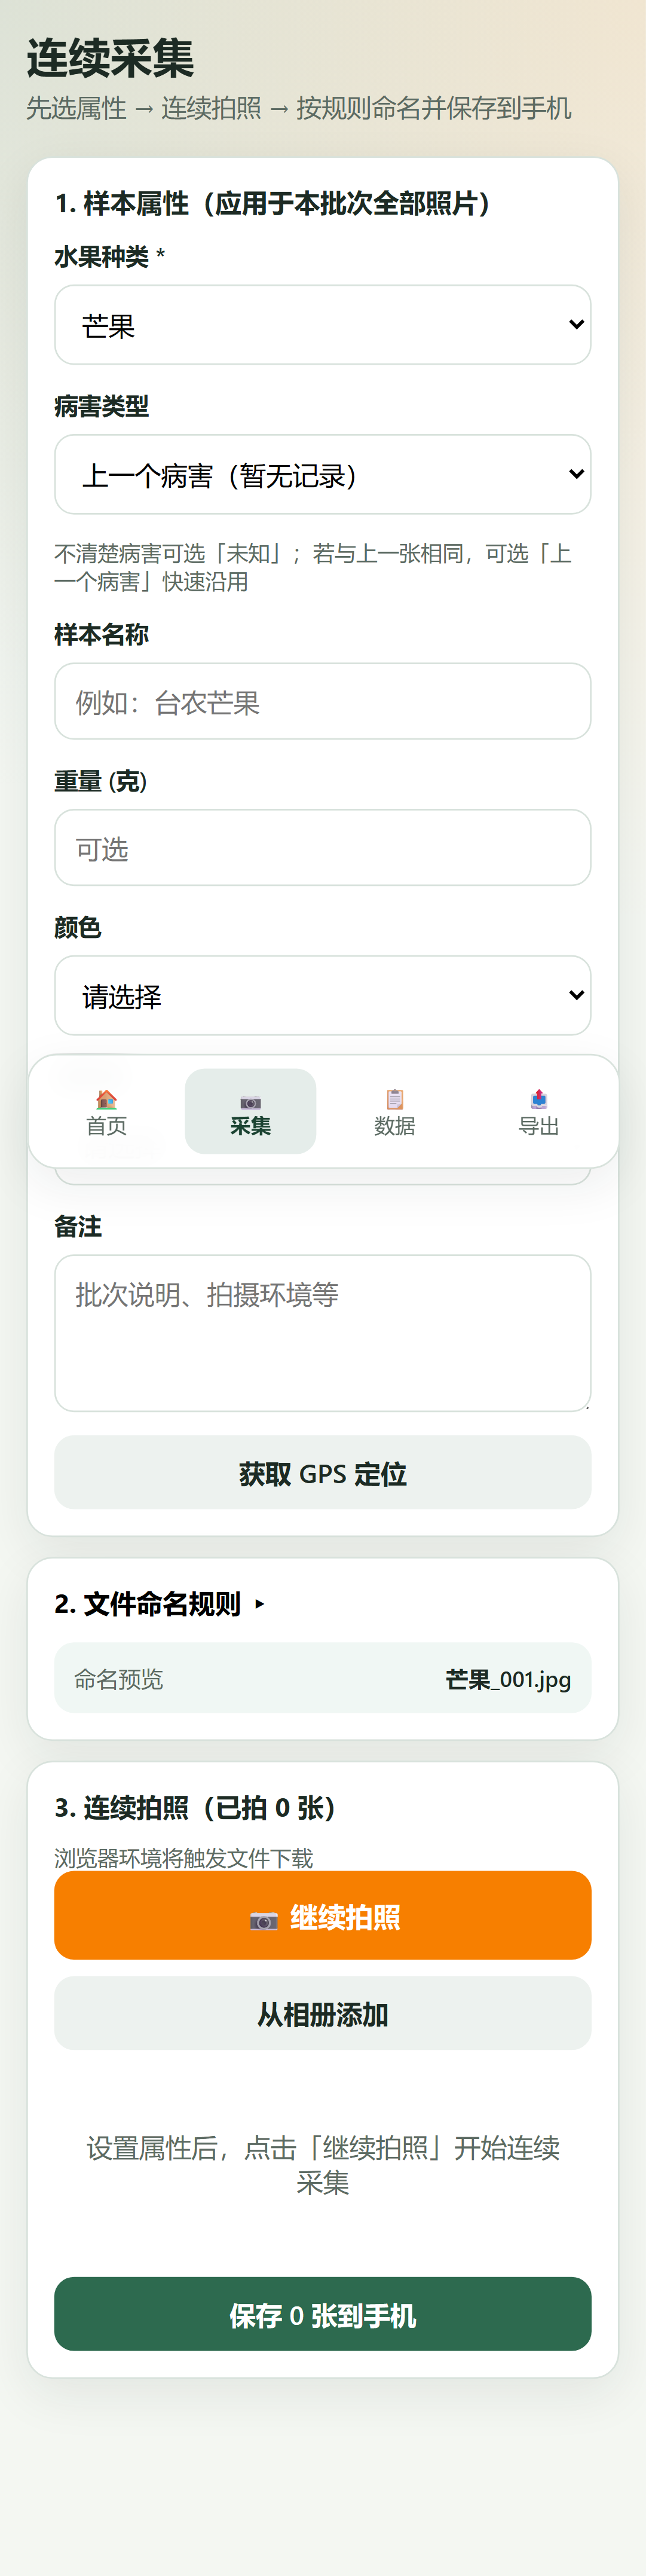 连续采集
先选属性 → 连续拍照 → 按规则命名并保存到手机
1. 样本属性（应用于本批次全部照片）
水果种类 *
芒果
病害类型
上一个病害（暂无记录）
不清楚病害可选「未知」；若与上一张相同，可选「上
一个病害」快速沿用
样本名称
例如：台农芒果
重量 (克)
可选
颜色
请选择
首页 采集 数据 导出
备注
批次说明、拍摄环境等
获取 GPS 定位
2. 文件命名规则
命名预览 芒果_001.jpg
3. 连续拍照（已拍 0 张）
浏览器环境将触发文件下载
继续拍照
从相册添加
设置属性后，点击「继续拍照」开始连续
采集
保存 0 张到手机